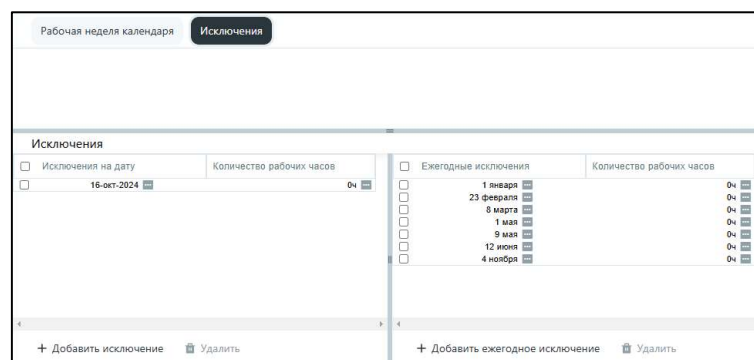 Рабочая неделя календаря Исключения
Исключения
Исключения на дату Количество рабочих часов Ежегодные исключения Количество рабочих часов
16-окт-2024 0ч 1 января 0ч
23 февраля 0ч
8 марта 0ч
1 мая 0ч
9 мая 0ч
12 июня 0ч
4 ноября 0ч
+ Добавить исключение Удалить + Добавить ежегодное исключение Удалить